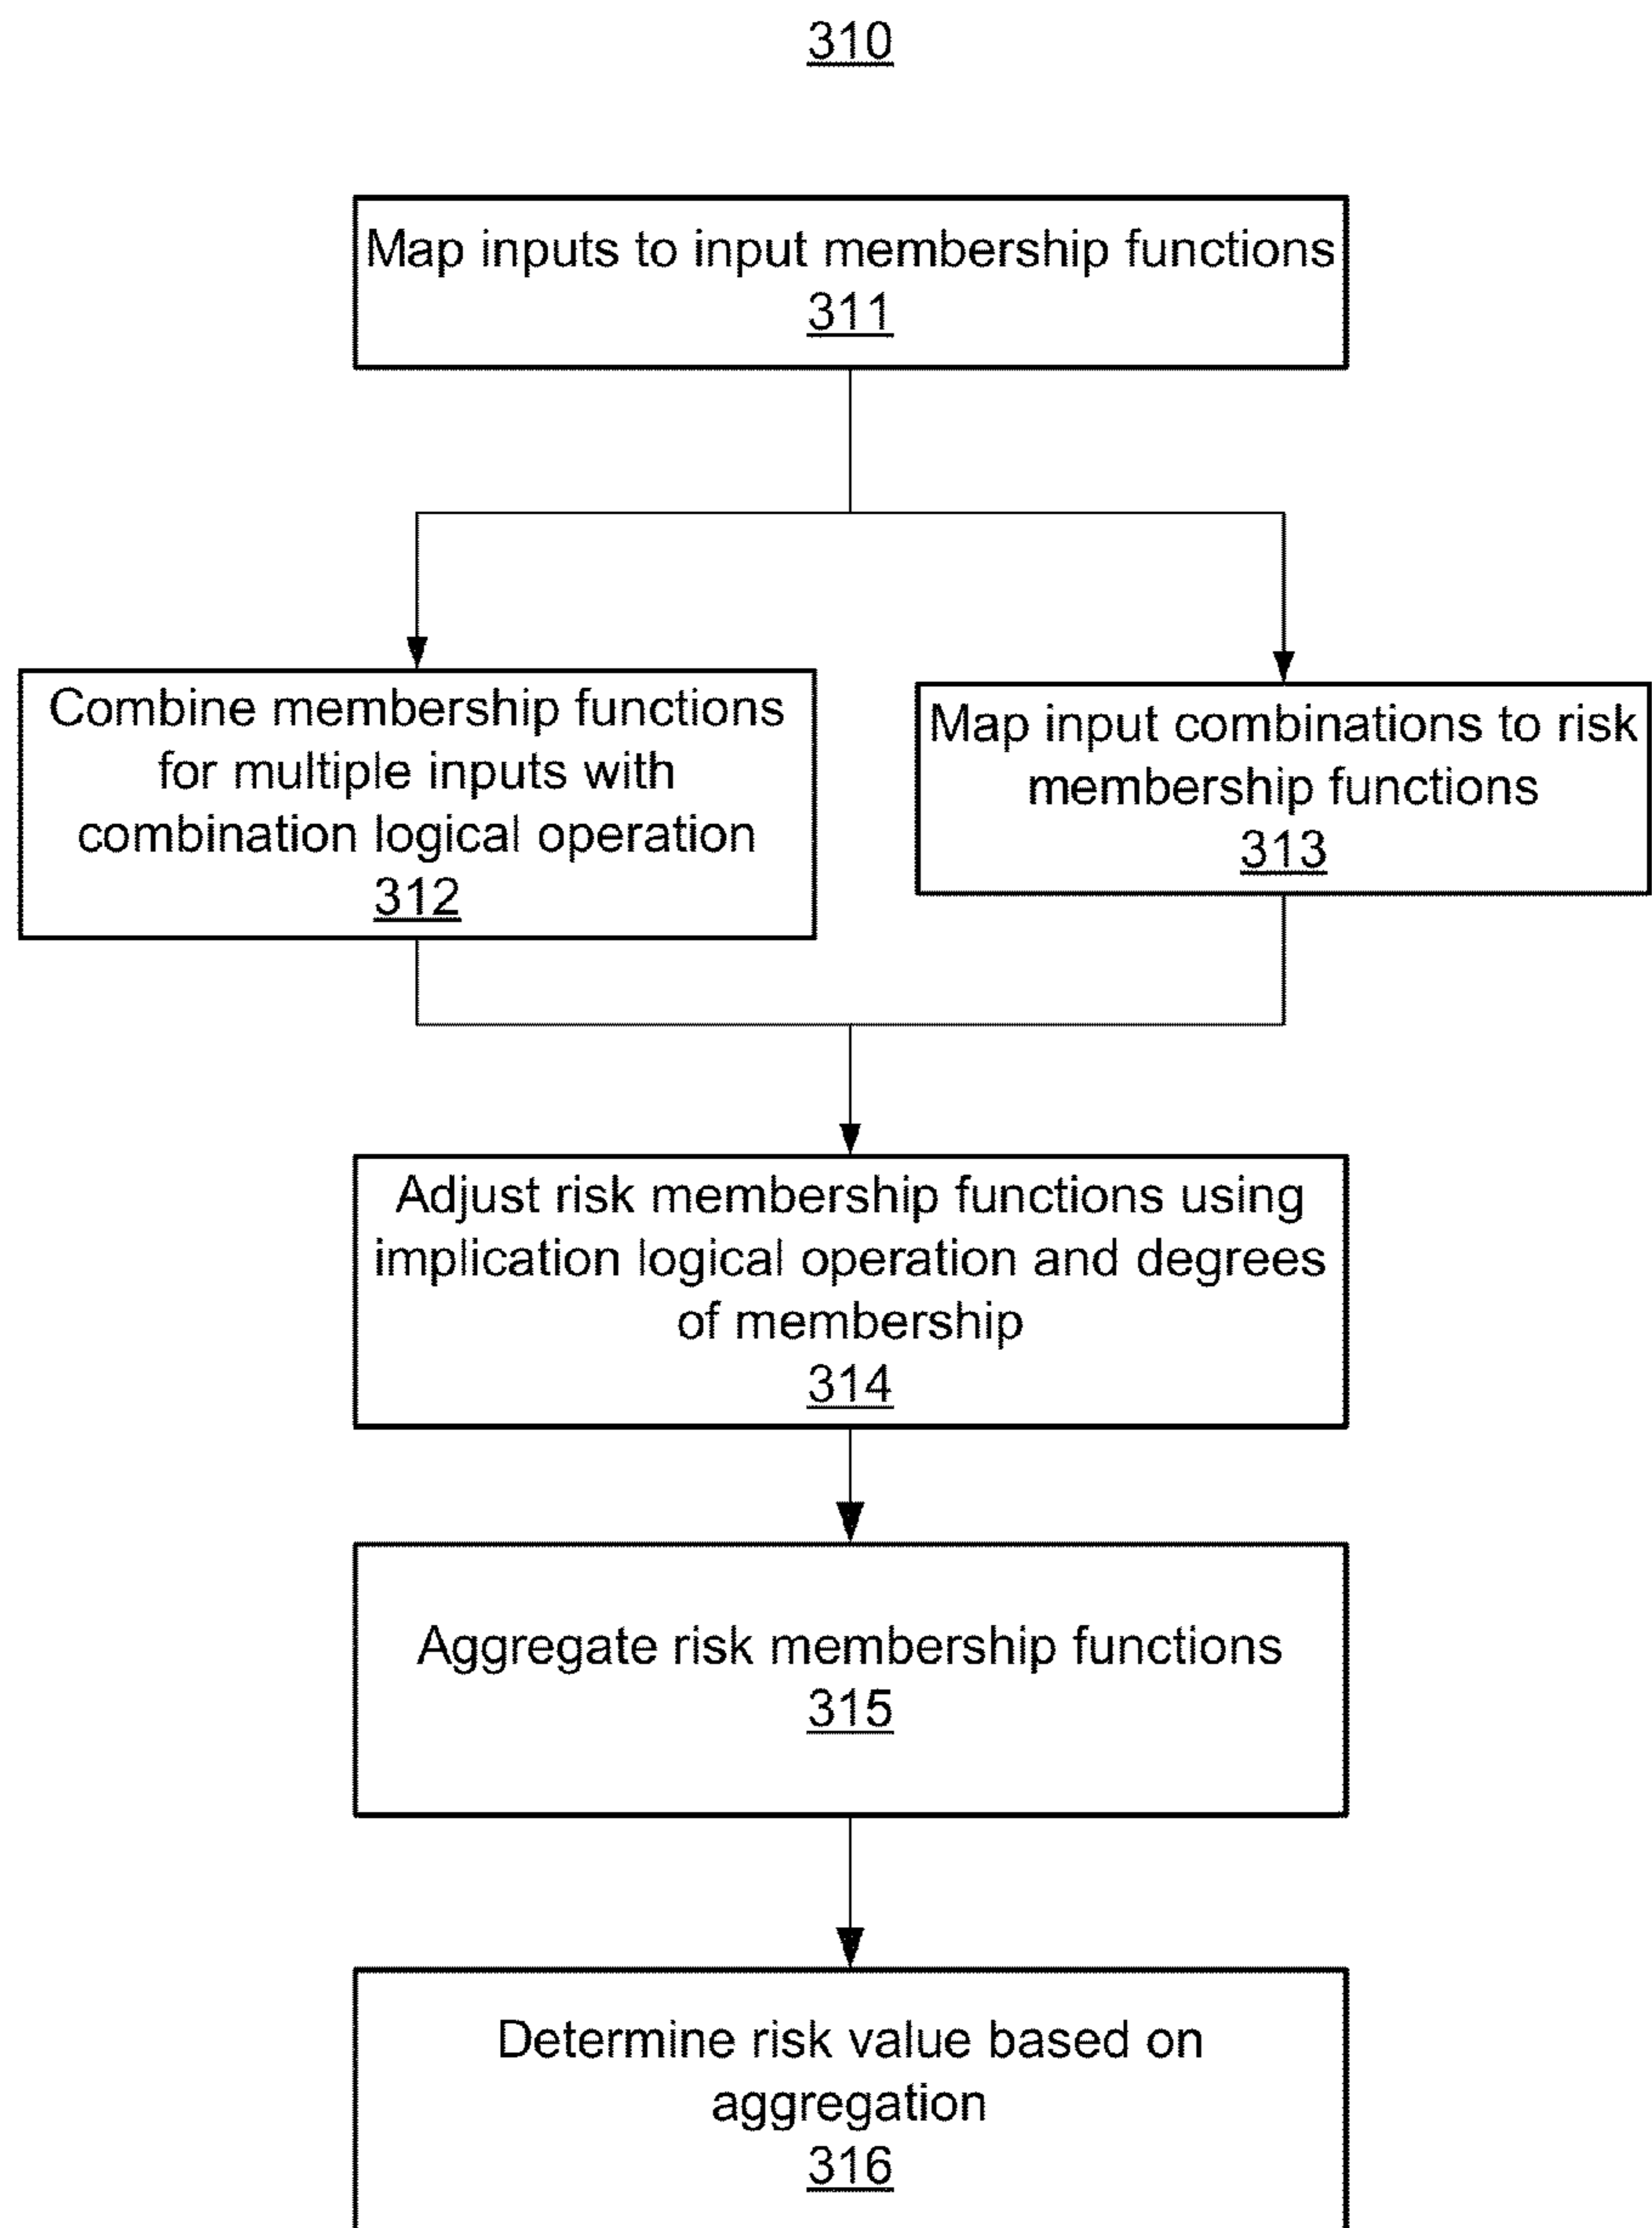 310
Map inputs to input membership functions
311
Combine membership functions
for multiple inputs with
combination logical operation
312
Map input combinations to risk
membership functions
313
Adjust risk membership functions using
implication logical operation and degrees
of membership
314
Aggregate risk membership functions
315
Determine risk value based on
aggregation
316